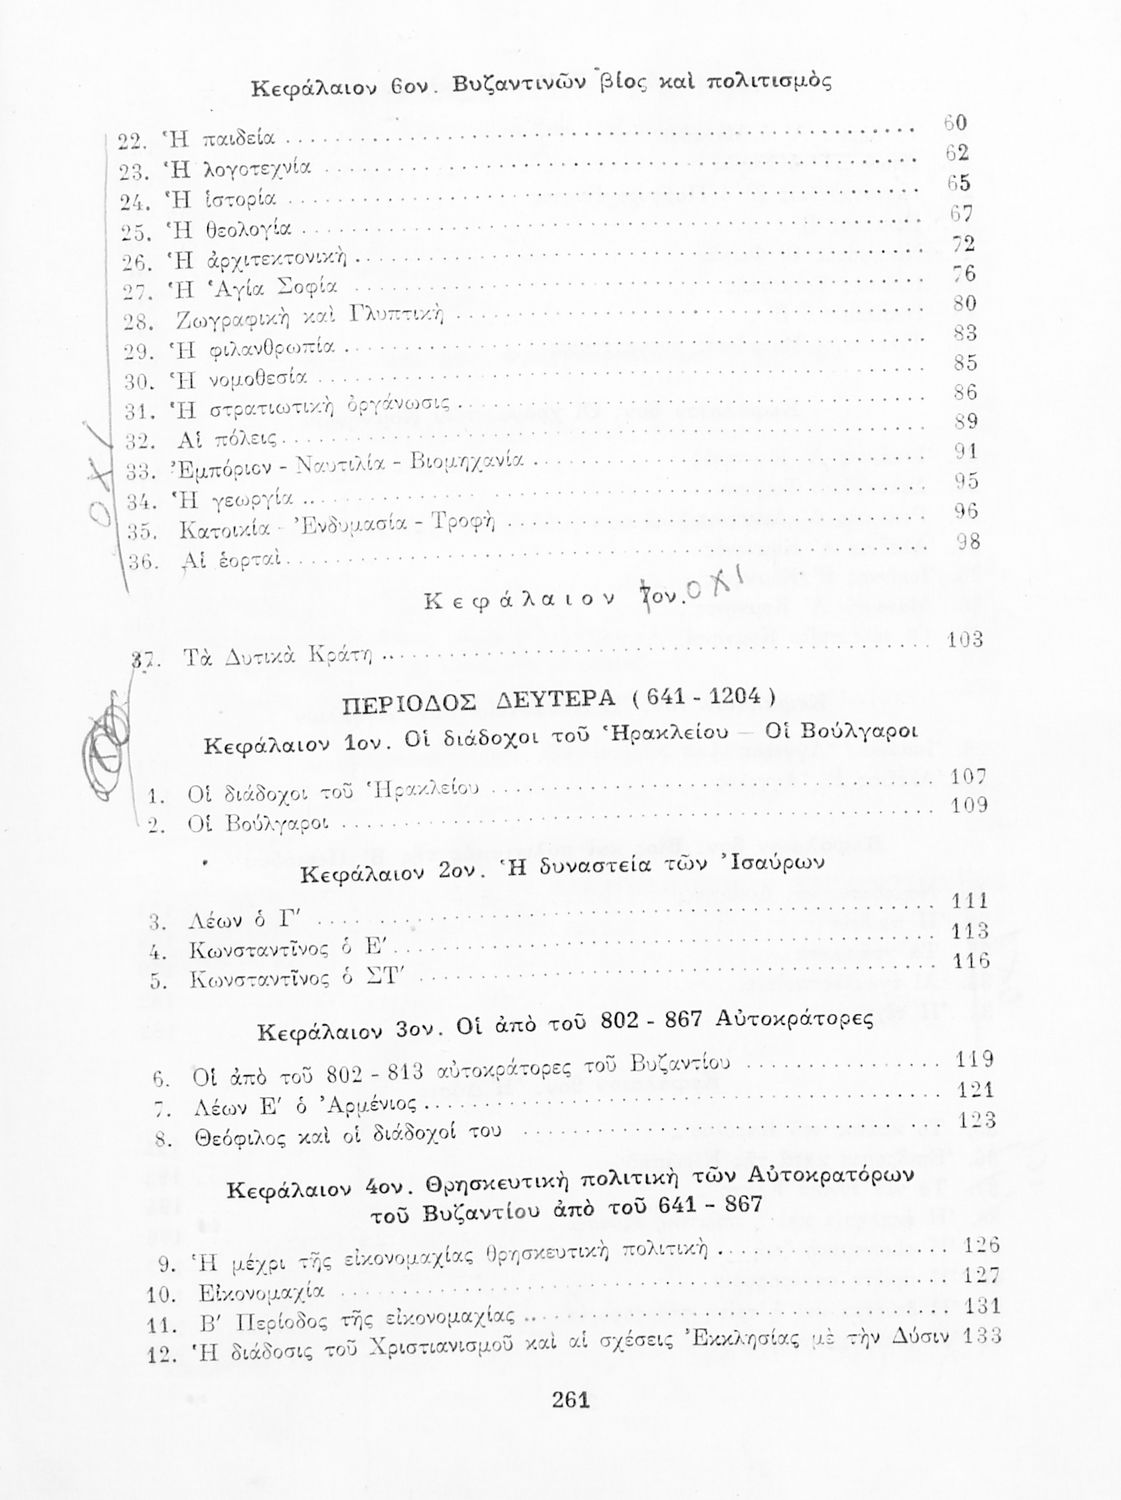 Κεφάλαιον 6ον. Βυζαντινῶν βίος καὶ πολιτισμὸς
22. Ἡ παιδεία 60
23. Ἡ λογοτεχνία 62
24. Ἡ ἱστορία 65
25. Ἡ θεολογία 67
26. Ἡ ἀρχιτεκτονικὴ 72
27. Ἡ Ἁγία Σοφία 76
28. Ζωγραφικὴ καὶ Γλυπτικὴ 80
29. Ἡ φιλανθρωπία 83
30. Ἡ νομοθεσία 85
31. Ἡ στρατιωτικὴ ὀργάνωσις 86
32. Αἱ πόλεις 89
33. Ἐμπόριον - Ναυτιλία - Βιομηχανία 91
34. Ἡ γεωργία 95
35. Κατοικία - Ἐνδυμασία - Τροφὴ 96
36. Αἱ ἑορταὶ 98
ΟΧΙ
Κεφάλαιον 7ον. ΟΧΙ
37. Τὰ Δυτικὰ Κράτη 103
ΠΕΡΙΟΔΟΣ ΔΕΥΤΕΡΑ (641 - 1204)
Κεφάλαιον 1ον. Οἱ διάδοχοι τοῦ Ἡρακλείου — Οἱ Βούλγαροι
1. Οἱ διάδοχοι τοῦ Ἡρακλείου 107
2. Οἱ Βούλγαροι 109
Κεφάλαιον 2ον. Ἡ δυναστεία τῶν Ἰσαύρων
3. Λέων ὁ Γ′ 111
4. Κωνσταντῖνος ὁ Ε′ 113
5. Κωνσταντῖνος ὁ ΣΤ′ 116
Κεφάλαιον 3ον. Οἱ ἀπὸ τοῦ 802 - 867 Αὐτοκράτορες
6. Οἱ ἀπὸ τοῦ 802 - 813 αὐτοκράτορες τοῦ Βυζαντίου 119
7. Λέων Ε′ ὁ Ἀρμένιος 121
8. Θεόφιλος καὶ οἱ διάδοχοί του 123
Κεφάλαιον 4ον. Θρησκευτικὴ πολιτικὴ τῶν Αὐτοκρατόρων
τοῦ Βυζαντίου ἀπὸ τοῦ 641 - 867
9. Ἡ μέχρι τῆς εἰκονομαχίας θρησκευτικὴ πολιτικὴ 126
10. Εἰκονομαχία 127
11. Β′ Περίοδος τῆς εἰκονομαχίας 131
12. Ἡ διάδοσις τοῦ Χριστιανισμοῦ καὶ αἱ σχέσεις Ἐκκλησίας μὲ τὴν Δύσιν 133
261